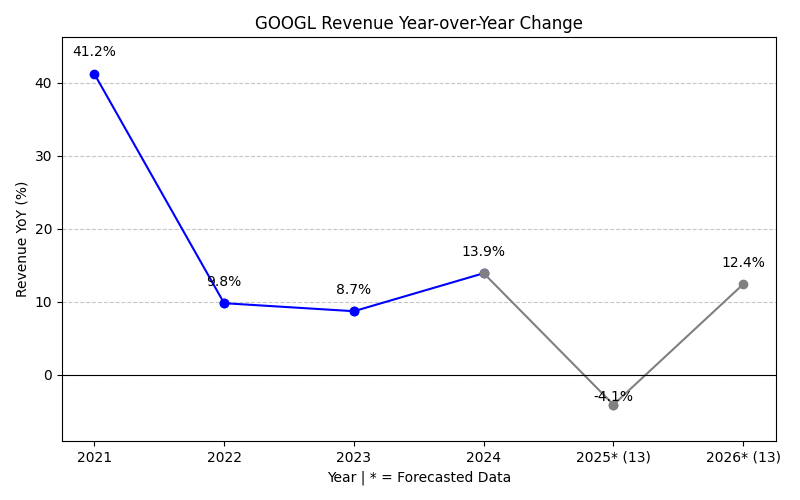 GOOGL Revenue Year-over-Year Change
41.2%
9.8%
8.7%
13.9%
-4.1%
12.4%
40
30
20
10
0
Revenue YoY (%)
2021 2022 2023 2024 2025* (13) 2026* (13)
Year | * = Forecasted Data